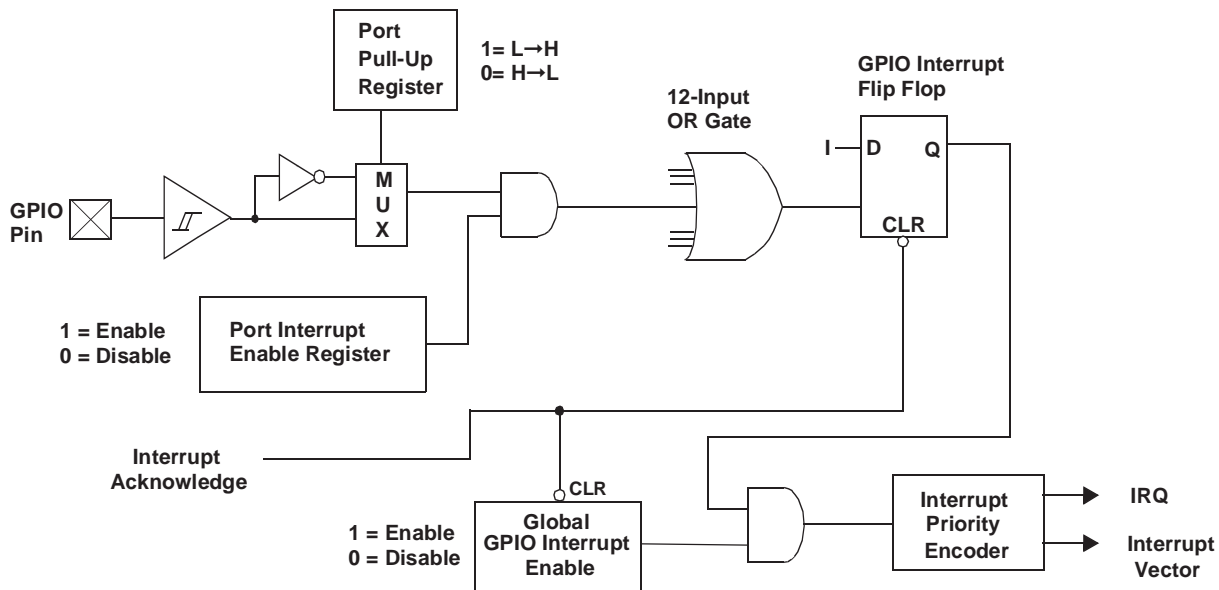 Port
Pull-Up
Register
1= L→H
0= H→L
GPIO Interrupt
Flip Flop
12-Input
OR Gate
I
D
Q
CLR
M
U
X
GPIO
Pin
1 = Enable
0 = Disable
Port Interrupt
Enable Register
Interrupt
Acknowledge
CLR
1 = Enable
0 = Disable
Global
GPIO Interrupt
Enable
Interrupt
Priority
Encoder
IRQ
Interrupt
Vector